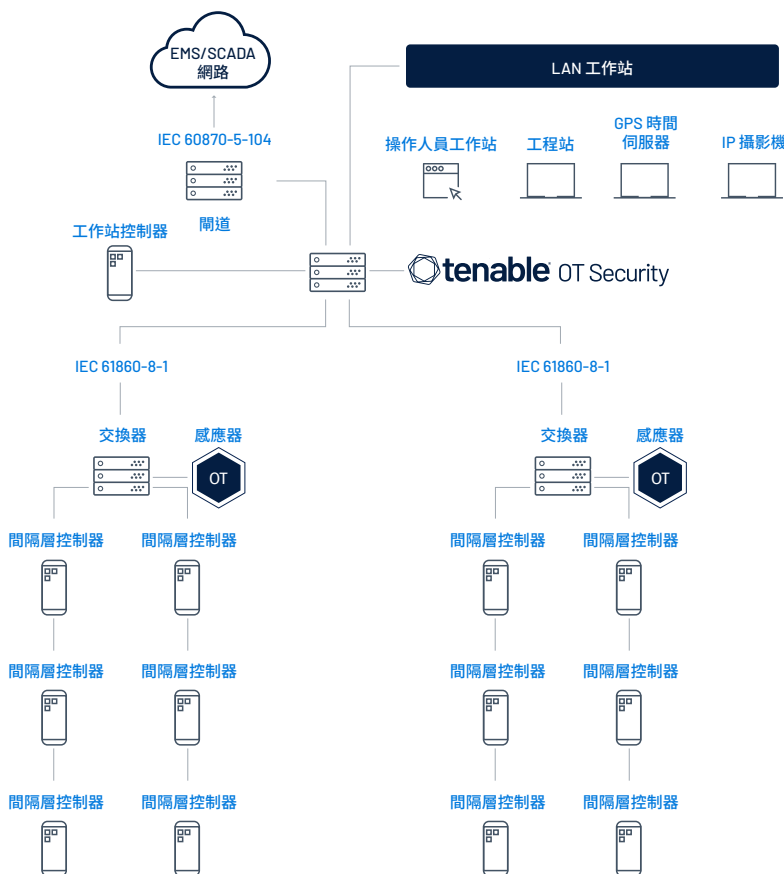 EMS/SCADA
網路
LAN 工作站
IEC 60870-5-104
操作人員工作站
工程站
GPS 時間
伺服器
IP 攝影機
閘道
工作站控制器
tenable OT Security
IEC 61860-8-1
IEC 61860-8-1
交換器
感應器
交換器
感應器
OT
OT
間隔層控制器
間隔層控制器
間隔層控制器
間隔層控制器
間隔層控制器
間隔層控制器
間隔層控制器
間隔層控制器
間隔層控制器
間隔層控制器
間隔層控制器
間隔層控制器